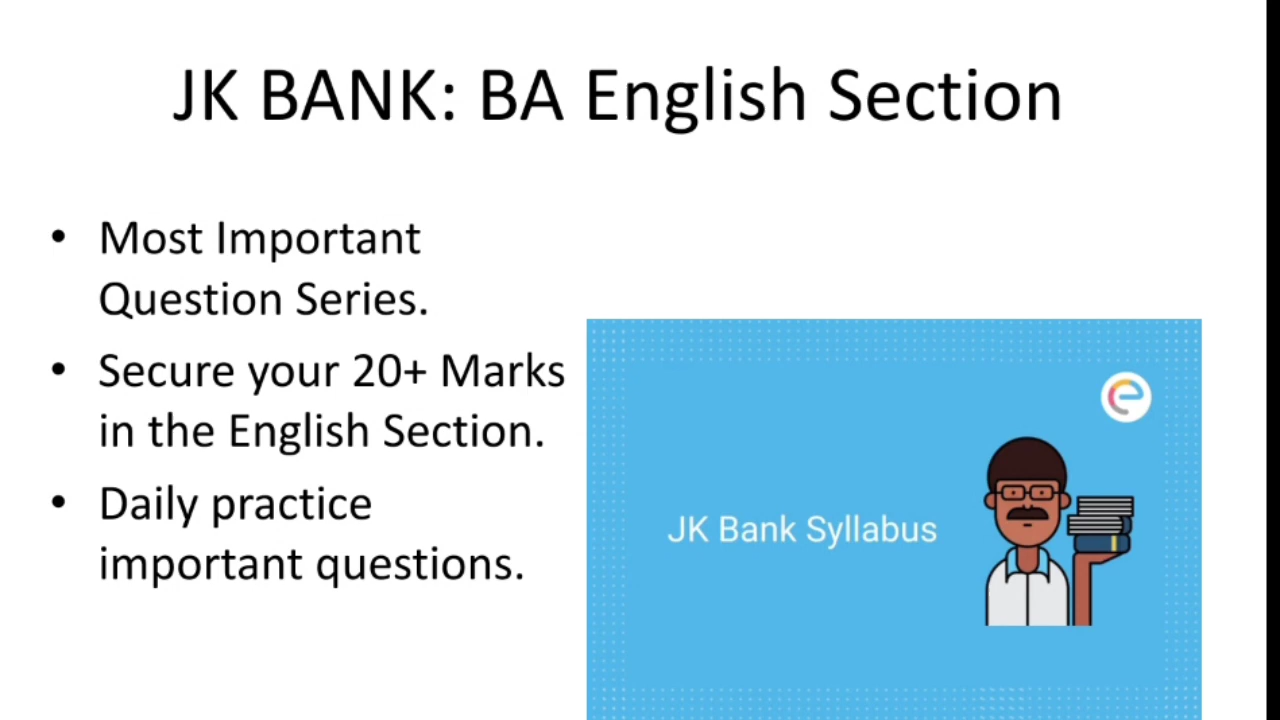 JK BANK: BA English Section
• Most Important
Question Series.
• Secure your 20+ Marks
in the English Section.
• Daily practice
important questions.
JK Bank Syllabus